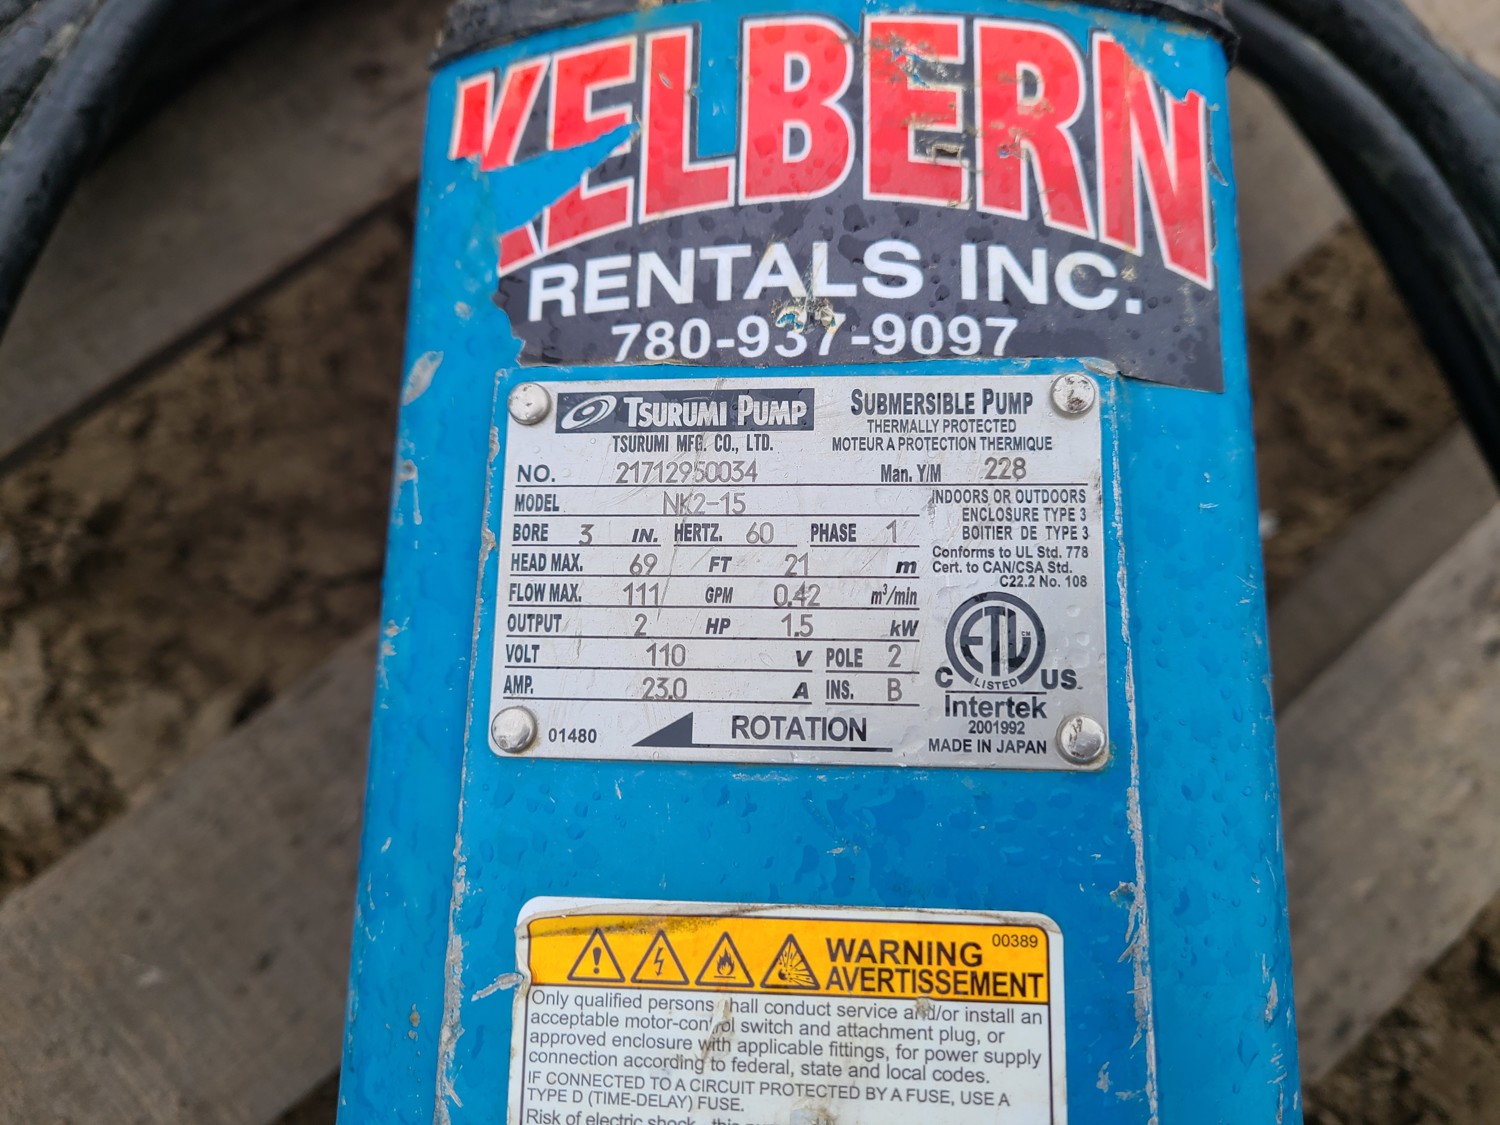 KELBERN
RENTALS INC.
780-937-9097
TSURUMI PUMP
TSURUMI MFG. CO., LTD.
SUBMERSIBLE PUMP
THERMALLY PROTECTED
MOTEUR A PROTECTION THERMIQUE
NO. 21712950034 Man. Y/M 228
MODEL NK2-15
BORE 3 IN. HERTZ. 60 PHASE 1
HEAD MAX. 69 FT 21 m
FLOW MAX. 111 GPM 0.42 m³/min
OUTPUT 2 HP 1.5 kW
VOLT 110 V POLE 2
AMP. 23.0 A INS. B
01480 ROTATION
INDOORS OR OUTDOORS
ENCLOSURE TYPE 3
BOITIER DE TYPE 3
Conforms to UL Std. 778
Cert. to CAN/CSA Std.
C22.2 No. 108
ETL CM
LISTED
C US
Intertek
2001992
MADE IN JAPAN
WARNING 00389
AVERTISSEMENT
Only qualified persons shall conduct service and/or install an
acceptable motor-control switch and attachment plug, or
approved enclosure with applicable fittings, for power supply
connection according to federal, state and local codes.
IF CONNECTED TO A CIRCUIT PROTECTED BY A FUSE, USE A
TYPE D (TIME-DELAY) FUSE.
Risk of electric shock - this